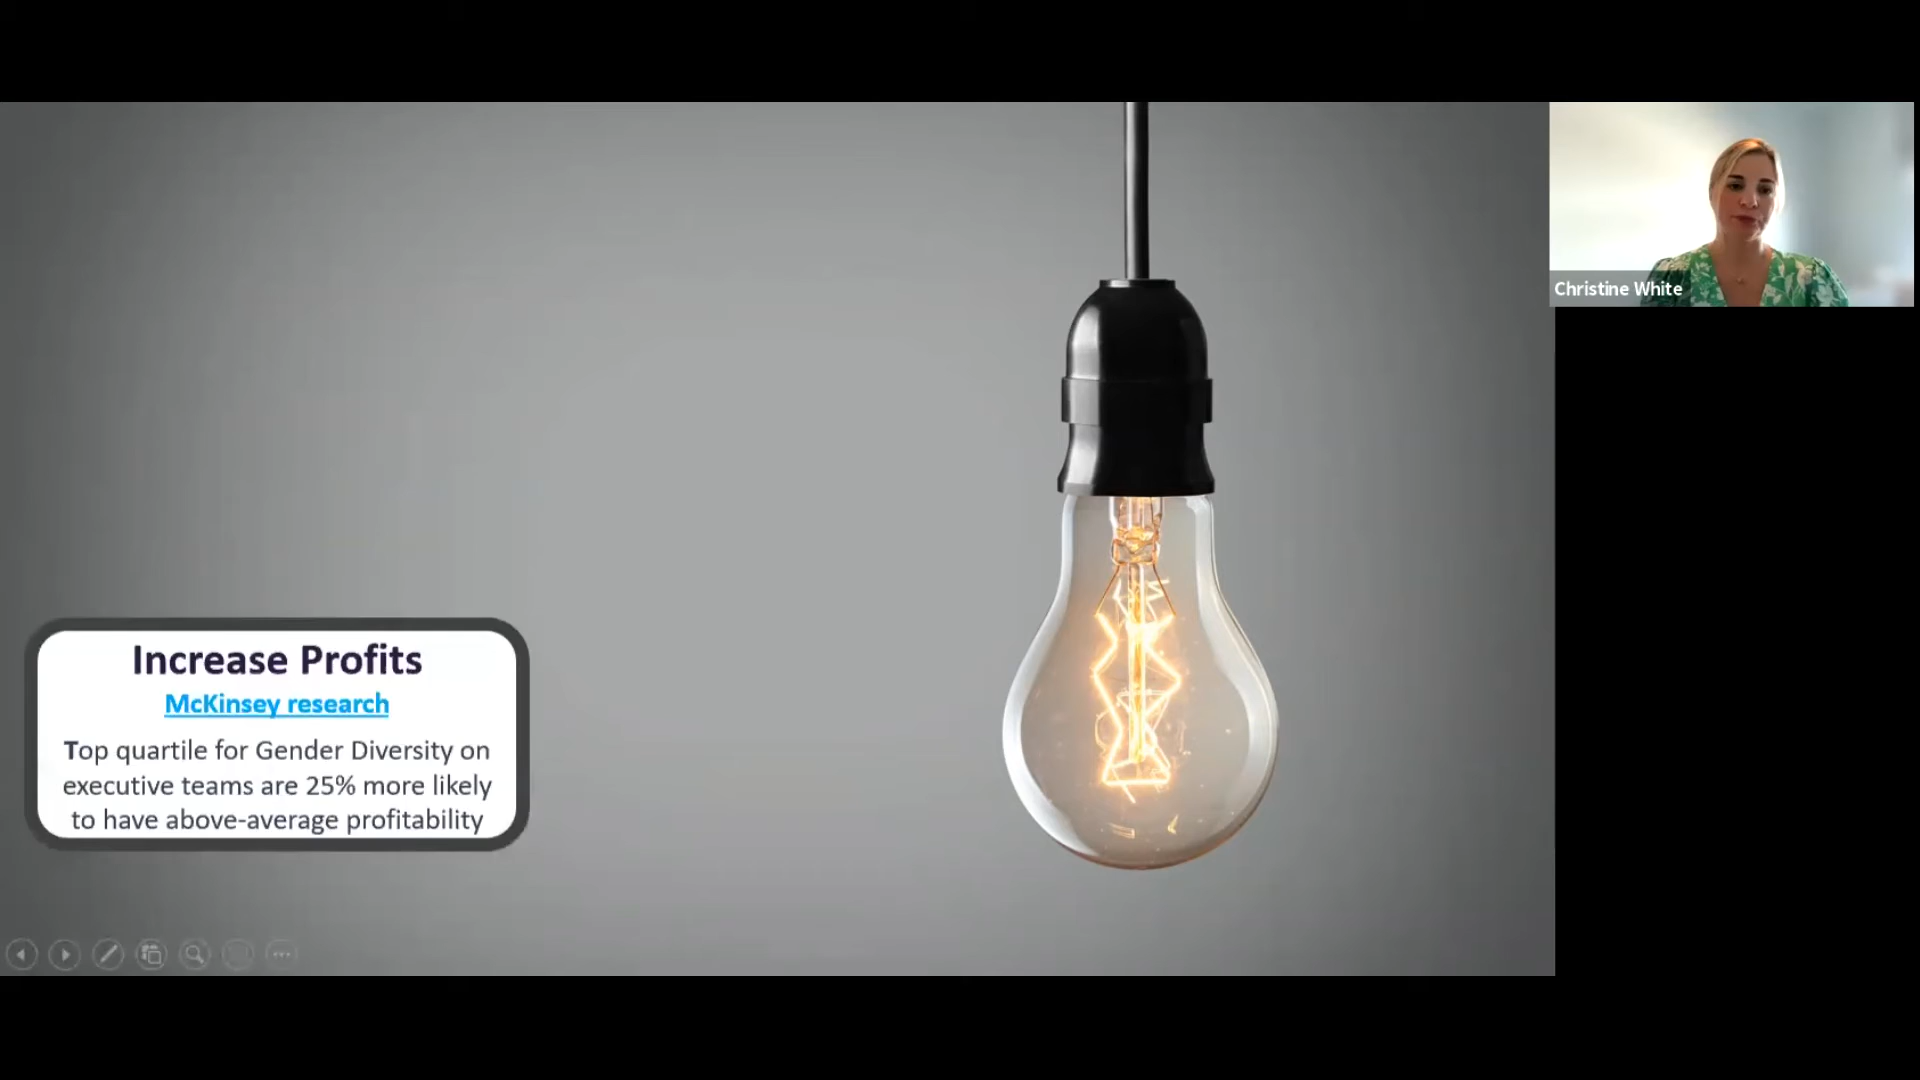 Christine White
Increase Profits
McKinsey research
Top quartile for Gender Diversity on
executive teams are 25% more likely
to have above-average profitability